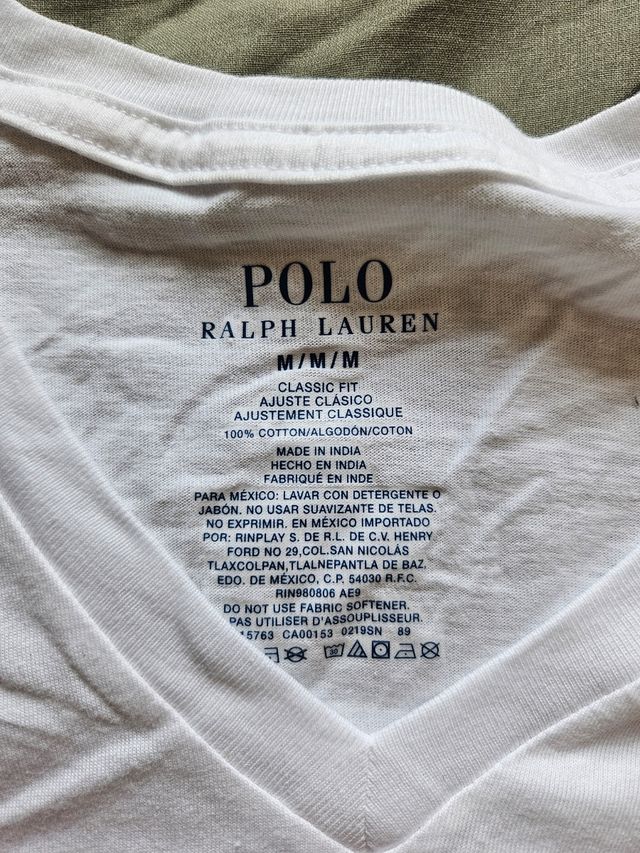 POLO
RALPH LAUREN
M/M/M
CLASSIC FIT
AJUSTE CLÁSICO
AJUSTEMENT CLASSIQUE
100% COTTON/ALGODÓN/COTON
MADE IN INDIA
HECHO EN INDIA
FABRIQUÉ EN INDE
PARA MÉXICO: LAVAR CON DETERGENTE O
JABÓN. NO USAR SUAVIZANTE DE TELAS.
NO EXPRIMIR. EN MÉXICO IMPORTADO
POR: RINPLAY S. DE R.L. DE C.V. HENRY
FORD NO 29,COL.SAN NICOLÁS
TLAXCOLPAN,TLALNEPANTLA DE BAZ,
EDO. DE MÉXICO, C.P. 54030 R.F.C.
RIN980806 AE9
DO NOT USE FABRIC SOFTENER.
PAS UTILISER D'ASSOUPLISSEUR.
15763 CA00153 0219SN 89
30